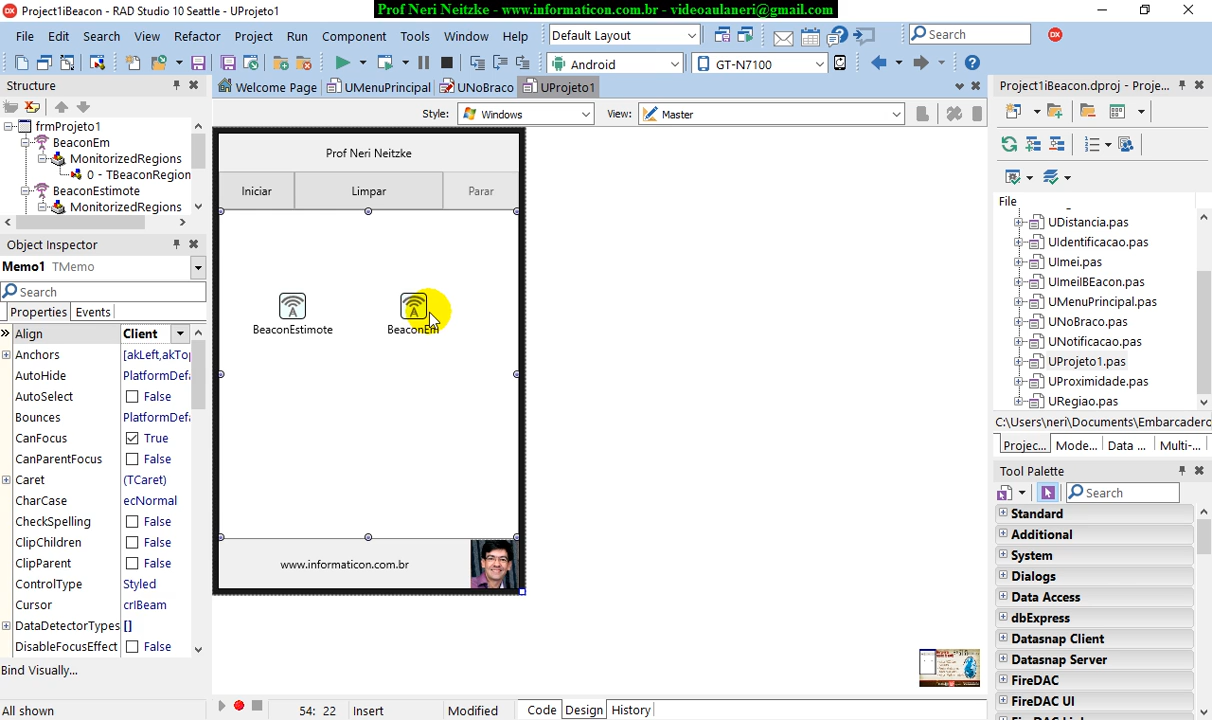 Project1iBeacon - RAD Studio 10 Seattle - UProjeto1
Prof Neri Neitzke - www.informaticon.com.br - videoaulaneri@gmail.com
File Edit Search View Refactor Project Run Component Tools Window Help
Default Layout
Search
Android
GT-N7100
Structure
frmProjeto1
BeaconEm
MonitorizedRegions
0 - TBeaconRegion
BeaconEstimote
MonitorizedRegions
Object Inspector
Memo1 TMemo
Search
Properties Events
Align Client
Anchors [akLeft,akTop
AutoHide PlatformDefa
AutoSelect False
Bounces PlatformDefa
CanFocus True
CanParentFocus False
Caret (TCaret)
CharCase ecNormal
CheckSpelling False
ClipChildren False
ClipParent False
ControlType Styled
Cursor crIBeam
DataDetectorTypes []
DisableFocusEffect False
Bind Visually...
All shown
Welcome Page UMenuPrincipal UNoBraco UProjeto1
Style: Windows View: Master
Prof Neri Neitzke
Iniciar Limpar Parar
BeaconEstimote BeaconEm
www.informaticon.com.br
54: 22 Insert Modified Code Design History
Project1iBeacon.dproj - Proje...
File
UDistancia.pas
UIdentificacao.pas
UImei.pas
UImeiIBEacon.pas
UMenuPrincipal.pas
UNoBraco.pas
UNotificacao.pas
UProjeto1.pas
UProximidade.pas
URegiao.pas
C:\Users\neri\Documents\Embarcadero
Projec... Mode... Data ... Multi-...
Tool Palette
Search
Standard
Additional
System
Dialogs
Data Access
dbExpress
Datasnap Client
Datasnap Server
FireDAC
FireDAC UI